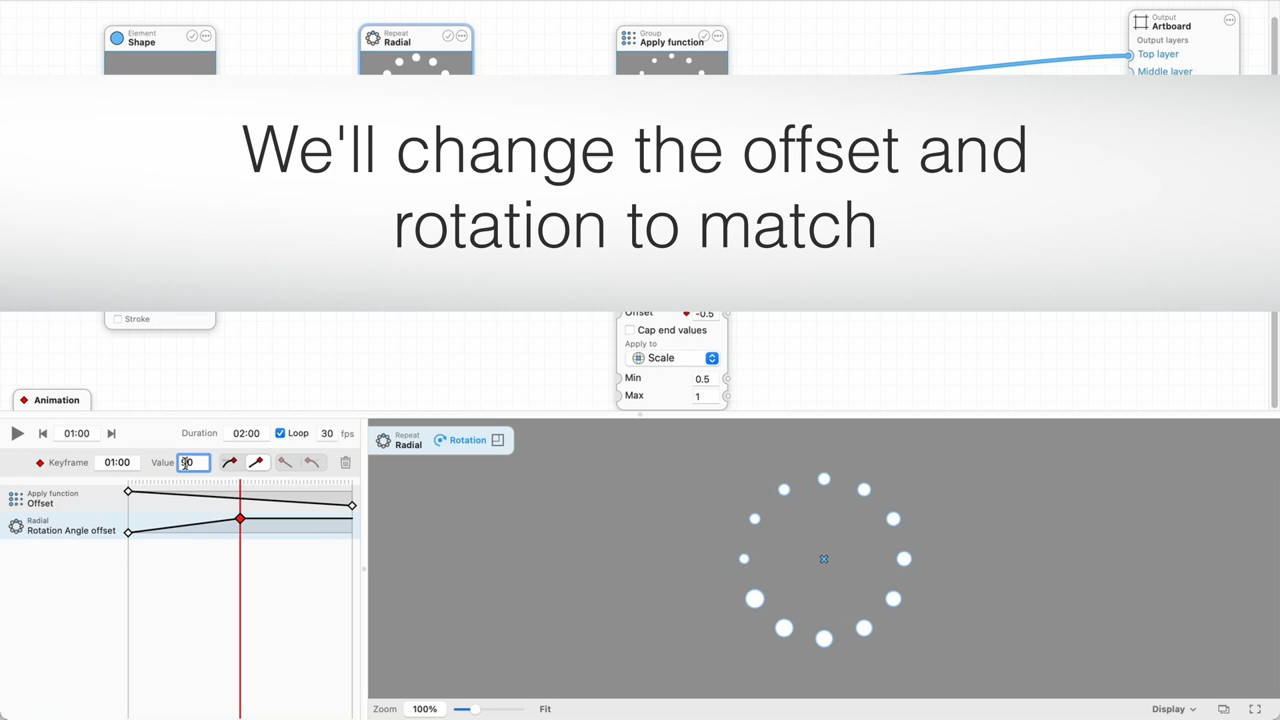 Element
Shape
Repeat
Radial
Group
Apply function
Output
Artboard
Output layers
Top layer
Middle layer
We'll change the offset and
rotation to match
Stroke
Offset -0.5
Cap end values
Apply to
Scale
Min 0.5
Max 1
Animation
01:00 Duration 02:00 Loop 30 fps
Keyframe 01:00 Value
Apply function
Offset
Radial
Rotation Angle offset
Repeat
Radial
Rotation
Zoom 100% Fit
Display